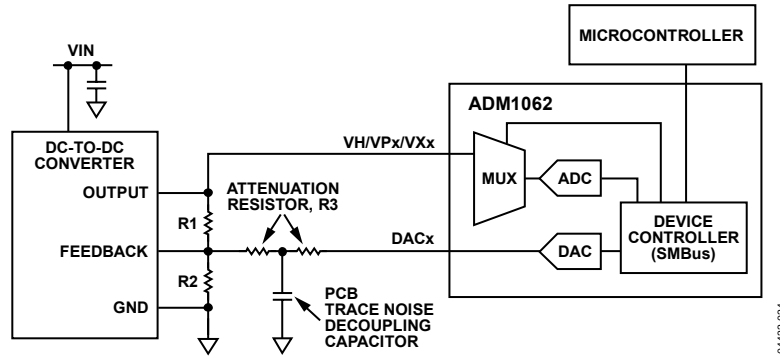 MICROCONTROLLER
VIN
ADM1062
DC-TO-DC
CONVERTER
VH/VPx/VXx
MUX
ADC
OUTPUT
ATTENUATION
RESISTOR, R3
R1
FEEDBACK
DACx
DAC
DEVICE
CONTROLLER
(SMBus)
R2
GND
PCB
TRACE NOISE
DECOUPLING
CAPACITOR